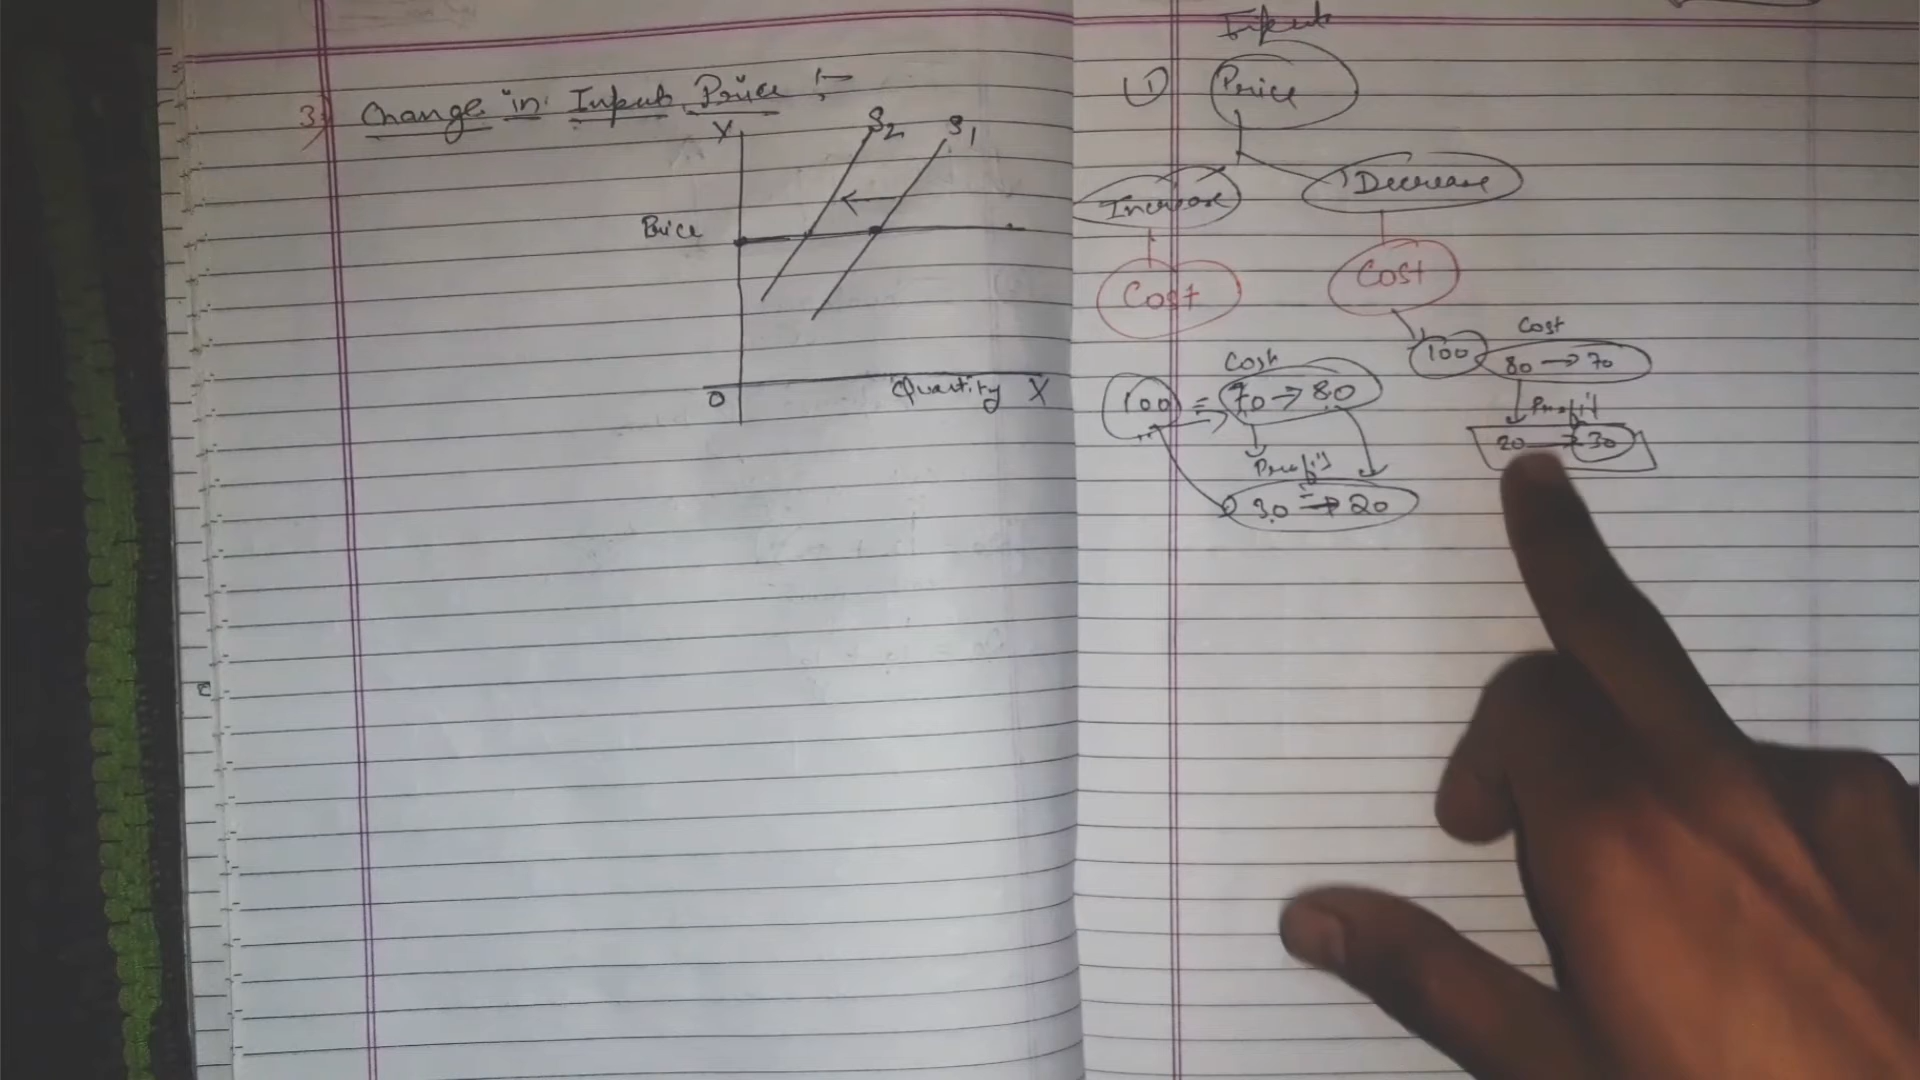 3) Change in Input Price :-
Y
S2
S1
Price
O
Quantity X
Input
① Price
Increase
Decrease
Cost
Cost
Cost
100
80 → 70
Profit
20 → 30
Cost
100 = 70 → 80
Profit
30 → 20